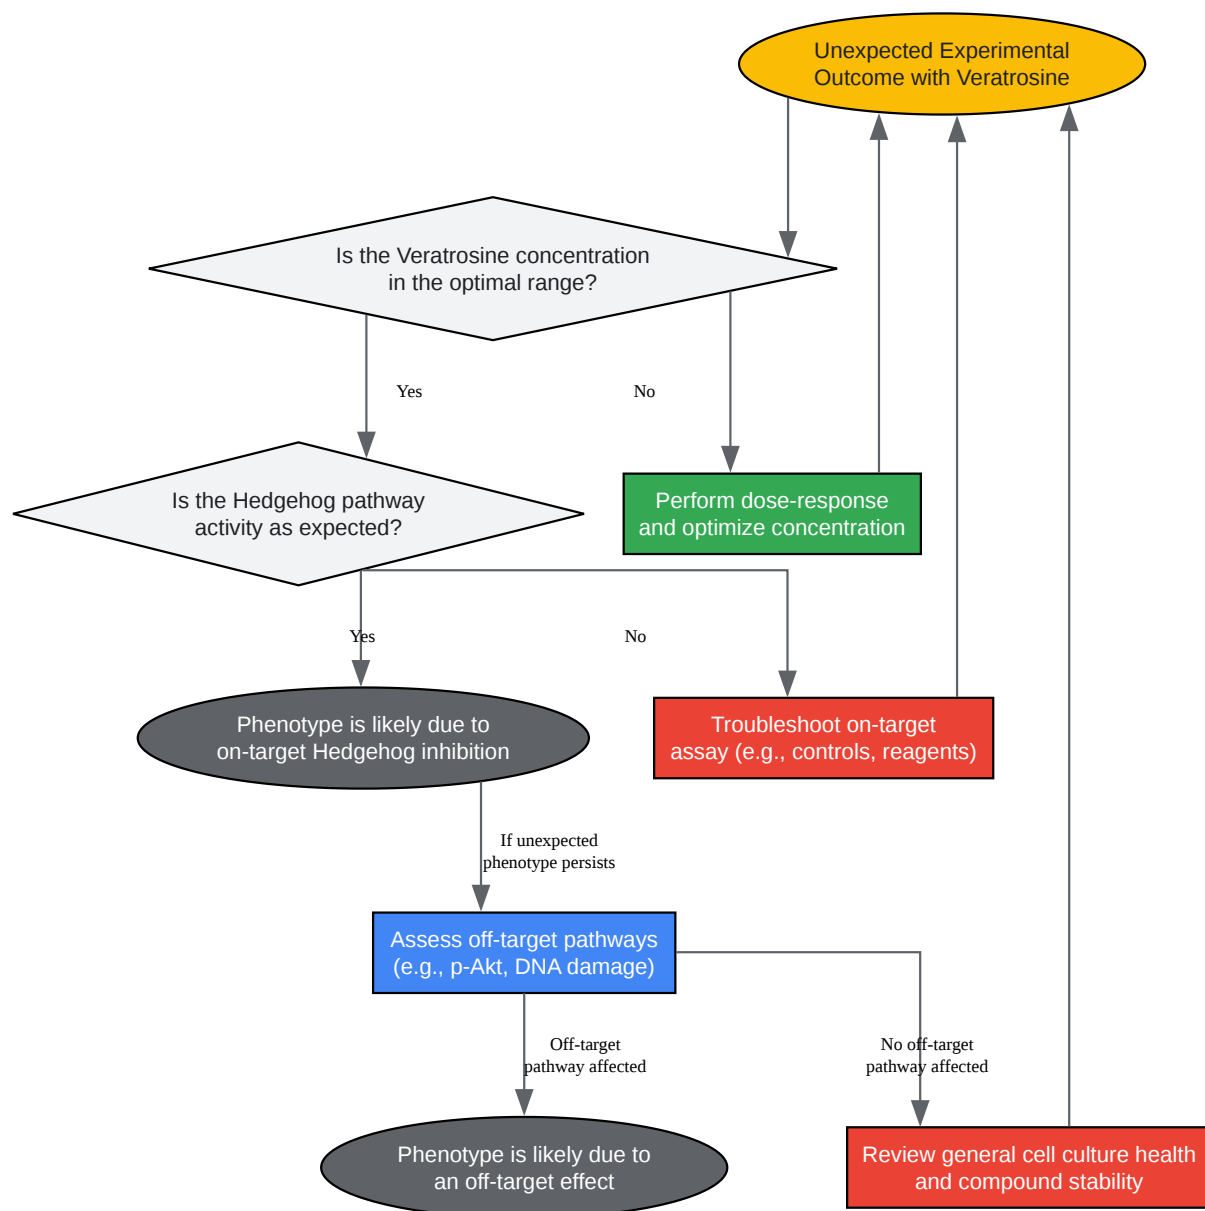 Unexpected Experimental
Outcome with Veratrosine
Is the Veratrosine concentration
in the optimal range?
Yes
No
Is the Hedgehog pathway
activity as expected?
Perform dose-response
and optimize concentration
Yes
No
Phenotype is likely due to
on-target Hedgehog inhibition
Troubleshoot on-target
assay (e.g., controls, reagents)
If unexpected
phenotype persists
Assess off-target pathways
(e.g., p-Akt, DNA damage)
Off-target
pathway affected
No off-target
pathway affected
Phenotype is likely due to
an off-target effect
Review general cell culture health
and compound stability